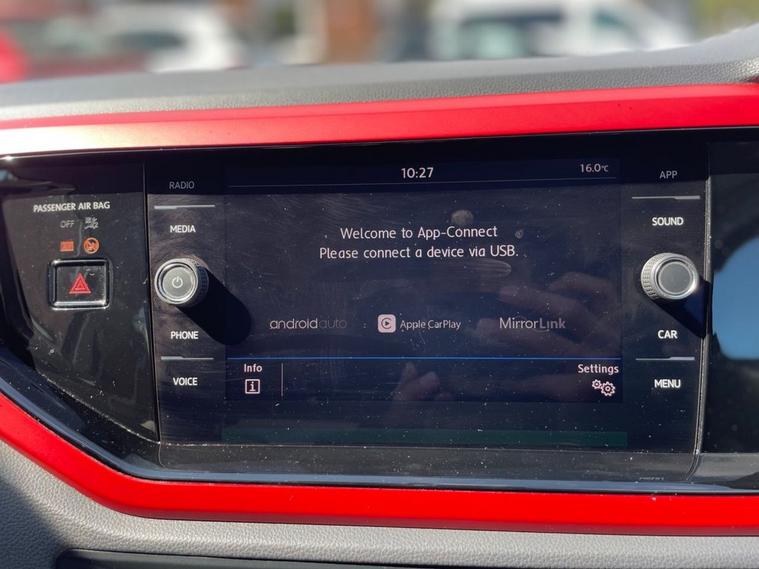 PASSENGER AIR BAG
OFF
RADIO
MEDIA
PHONE
VOICE
10:27
16.0°C
Welcome to App-Connect
Please connect a device via USB.
androidauto
Apple CarPlay
MirrorLink
Info
i
Settings
APP
SOUND
CAR
MENU